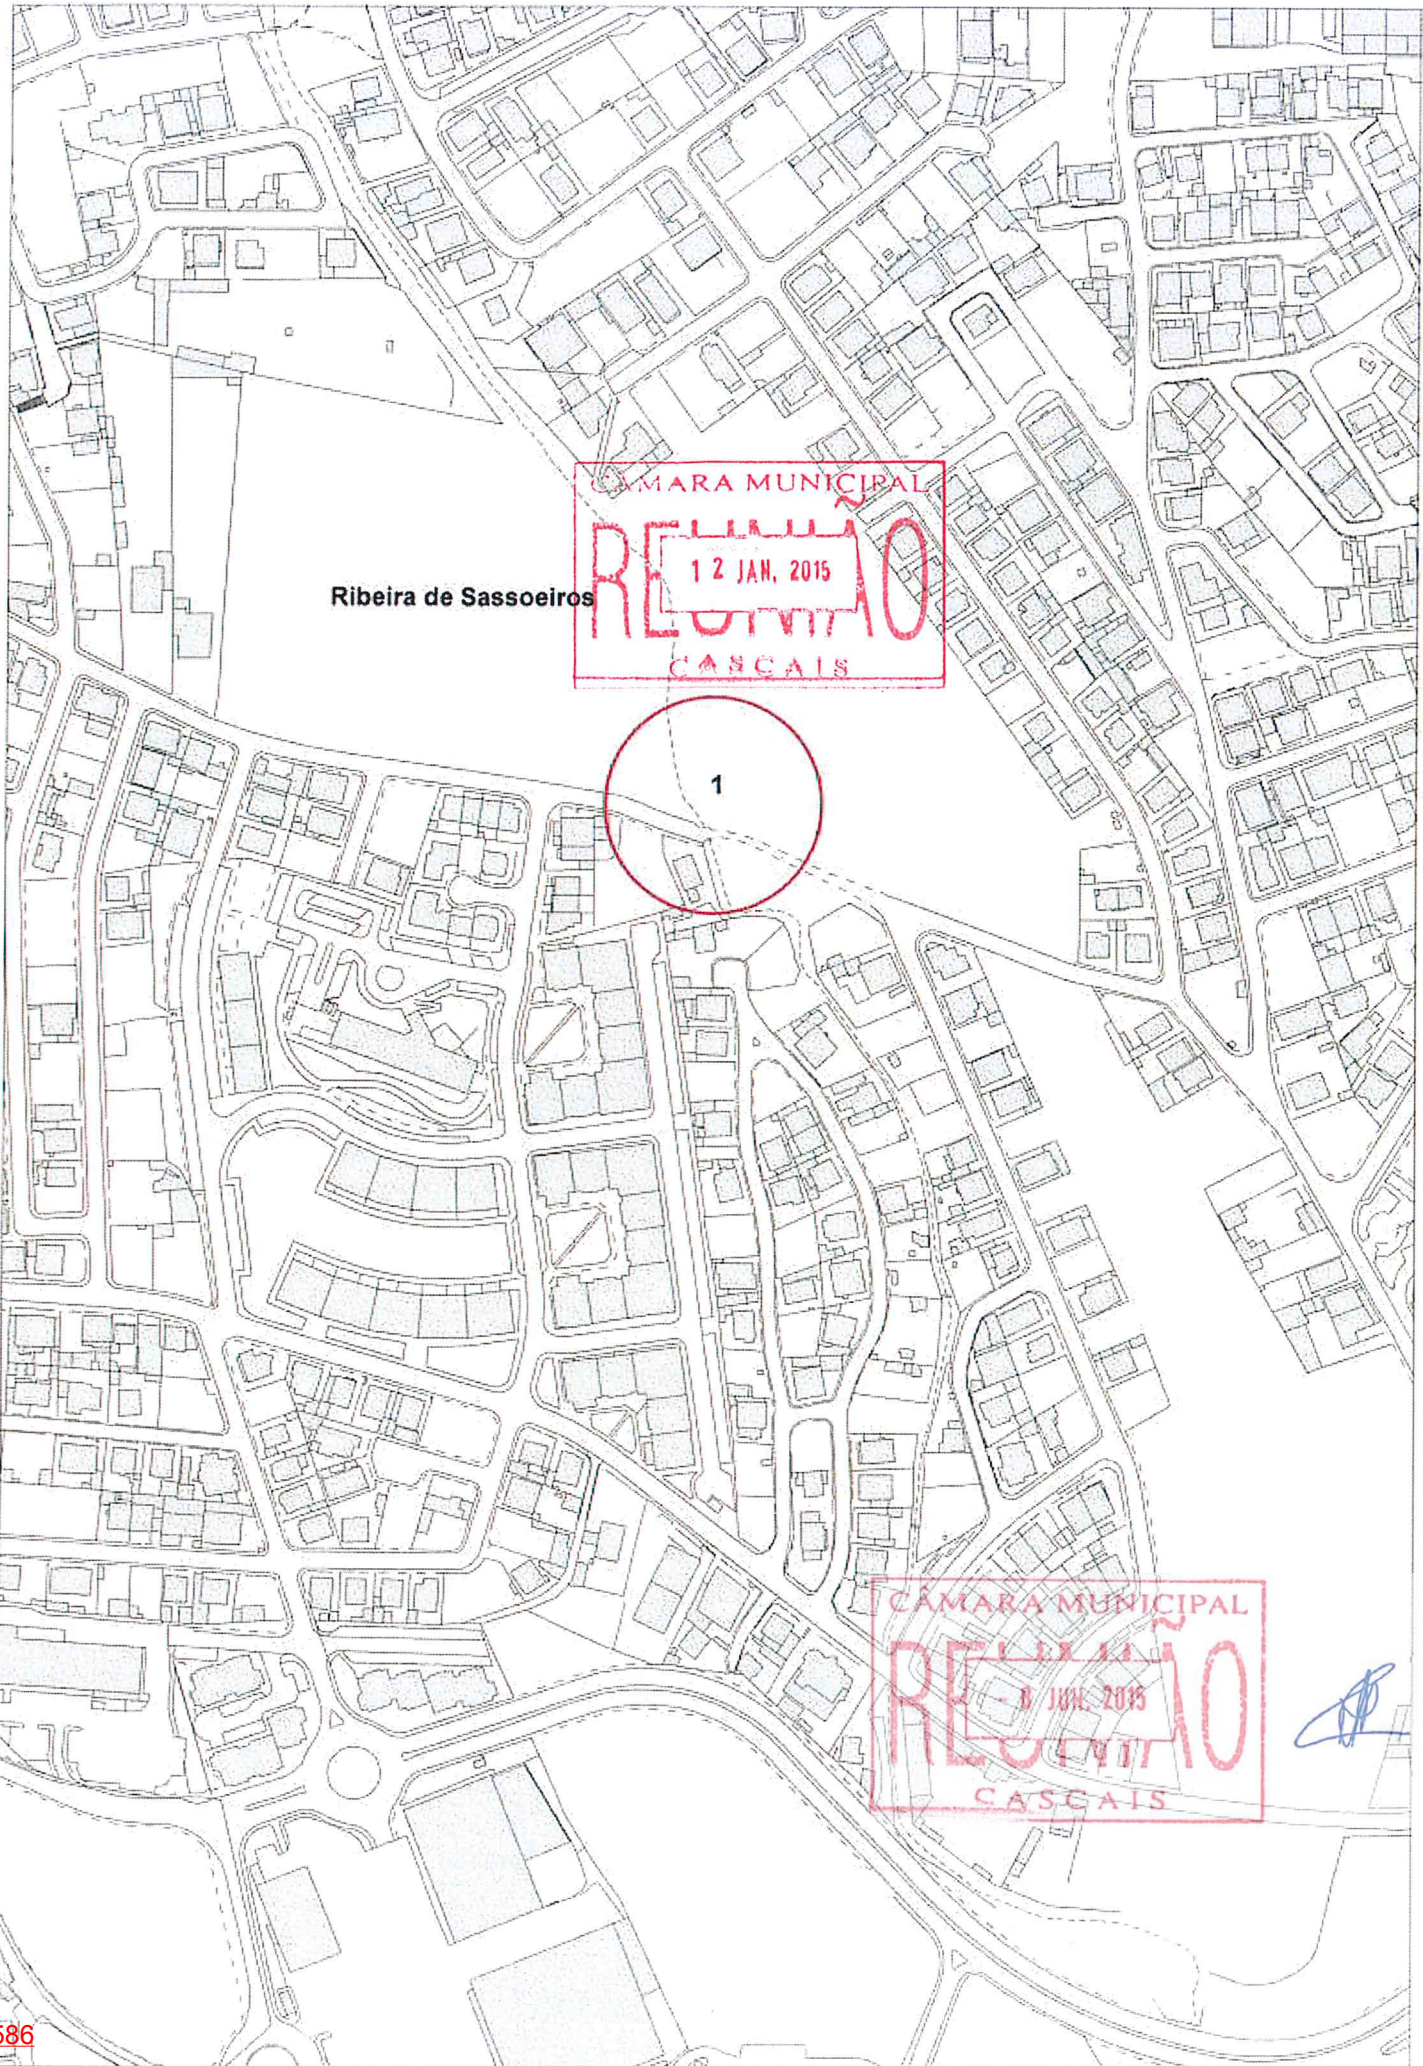 CÂMARA MUNICIPAL
REUNIÃO
12 JAN. 2015
CASCAIS
Ribeira de Sassoeiros
1
CÂMARA MUNICIPAL
REUNIÃO
- 8 JUN. 2015
CASCAIS
586